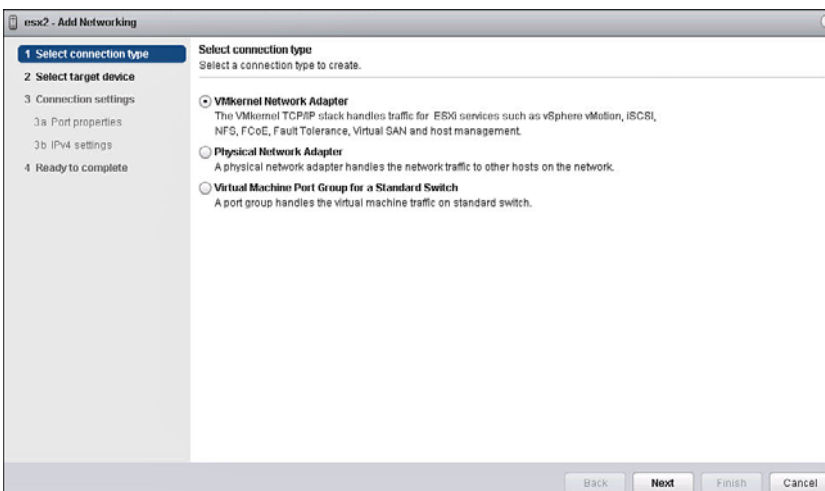 esx2 - Add Networking
1 Select connection type
2 Select target device
3 Connection settings
3a Port properties
3b IPv4 settings
4 Ready to complete
Select connection type
Select a connection type to create.
VMkernel Network Adapter
The VMkernel TCP/IP stack handles traffic for ESXi services such as vSphere vMotion, iSCSI,
NFS, FCoE, Fault Tolerance, Virtual SAN and host management.
Physical Network Adapter
A physical network adapter handles the network traffic to other hosts on the network.
Virtual Machine Port Group for a Standard Switch
A port group handles the virtual machine traffic on standard switch.
Back Next Finish Cancel